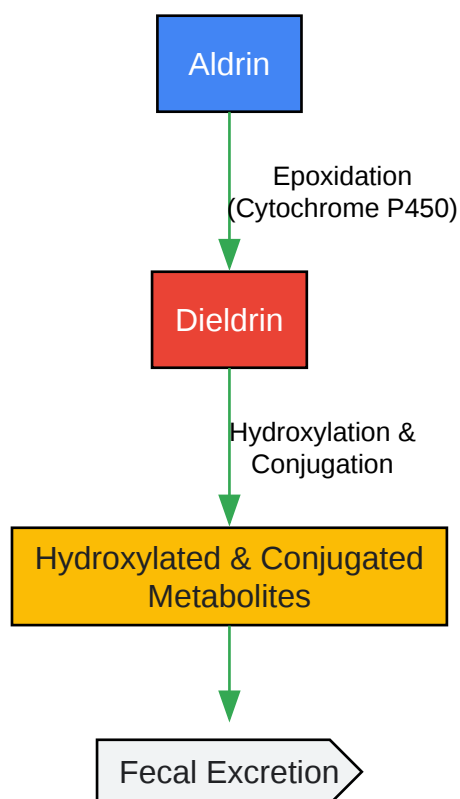 Aldrin
Epoxidation
(Cytochrome P450)
Dieldrin
Hydroxylation &
Conjugation
Hydroxylated & Conjugated
Metabolites
Fecal Excretion